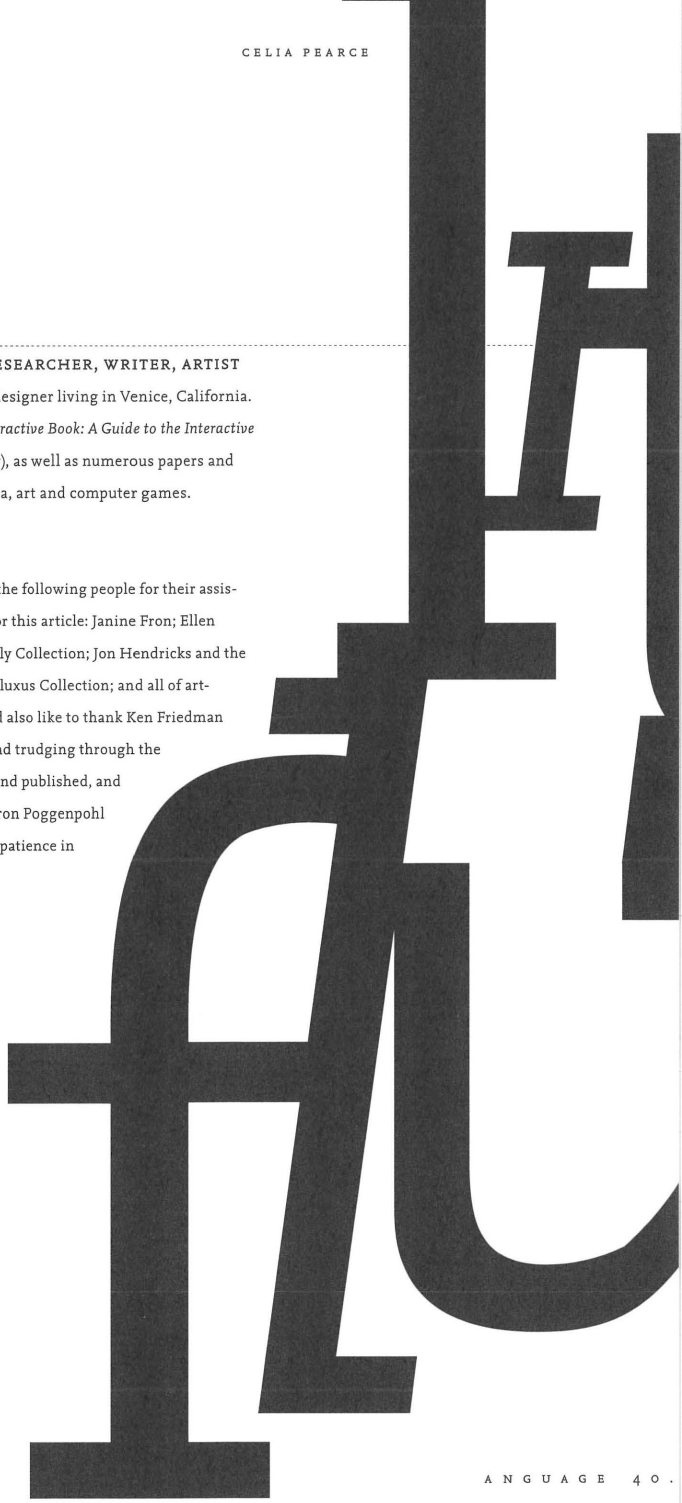 CELIA PEARCE
ESEARCHER, WRITER, ARTIST
esigner living in Venice, California.
ractive Book: A Guide to the Interactive
), as well as numerous papers and
a, art and computer games.
the following people for their assis-
or this article: Janine Fron; Ellen
ly Collection; Jon Hendricks and the
luxus Collection; and all of art-
d also like to thank Ken Friedman
nd trudging through the
nd published, and
ron Poggenpohl
patience in
ANGUAGE 40.